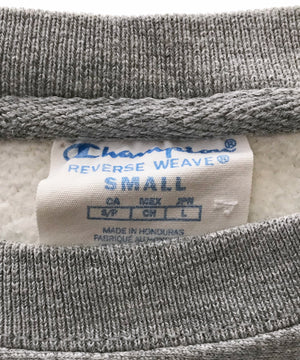 Champion®
REVERSE WEAVE®
SMALL
CA MEX JPN
S/P CH L
MADE IN HONDURAS